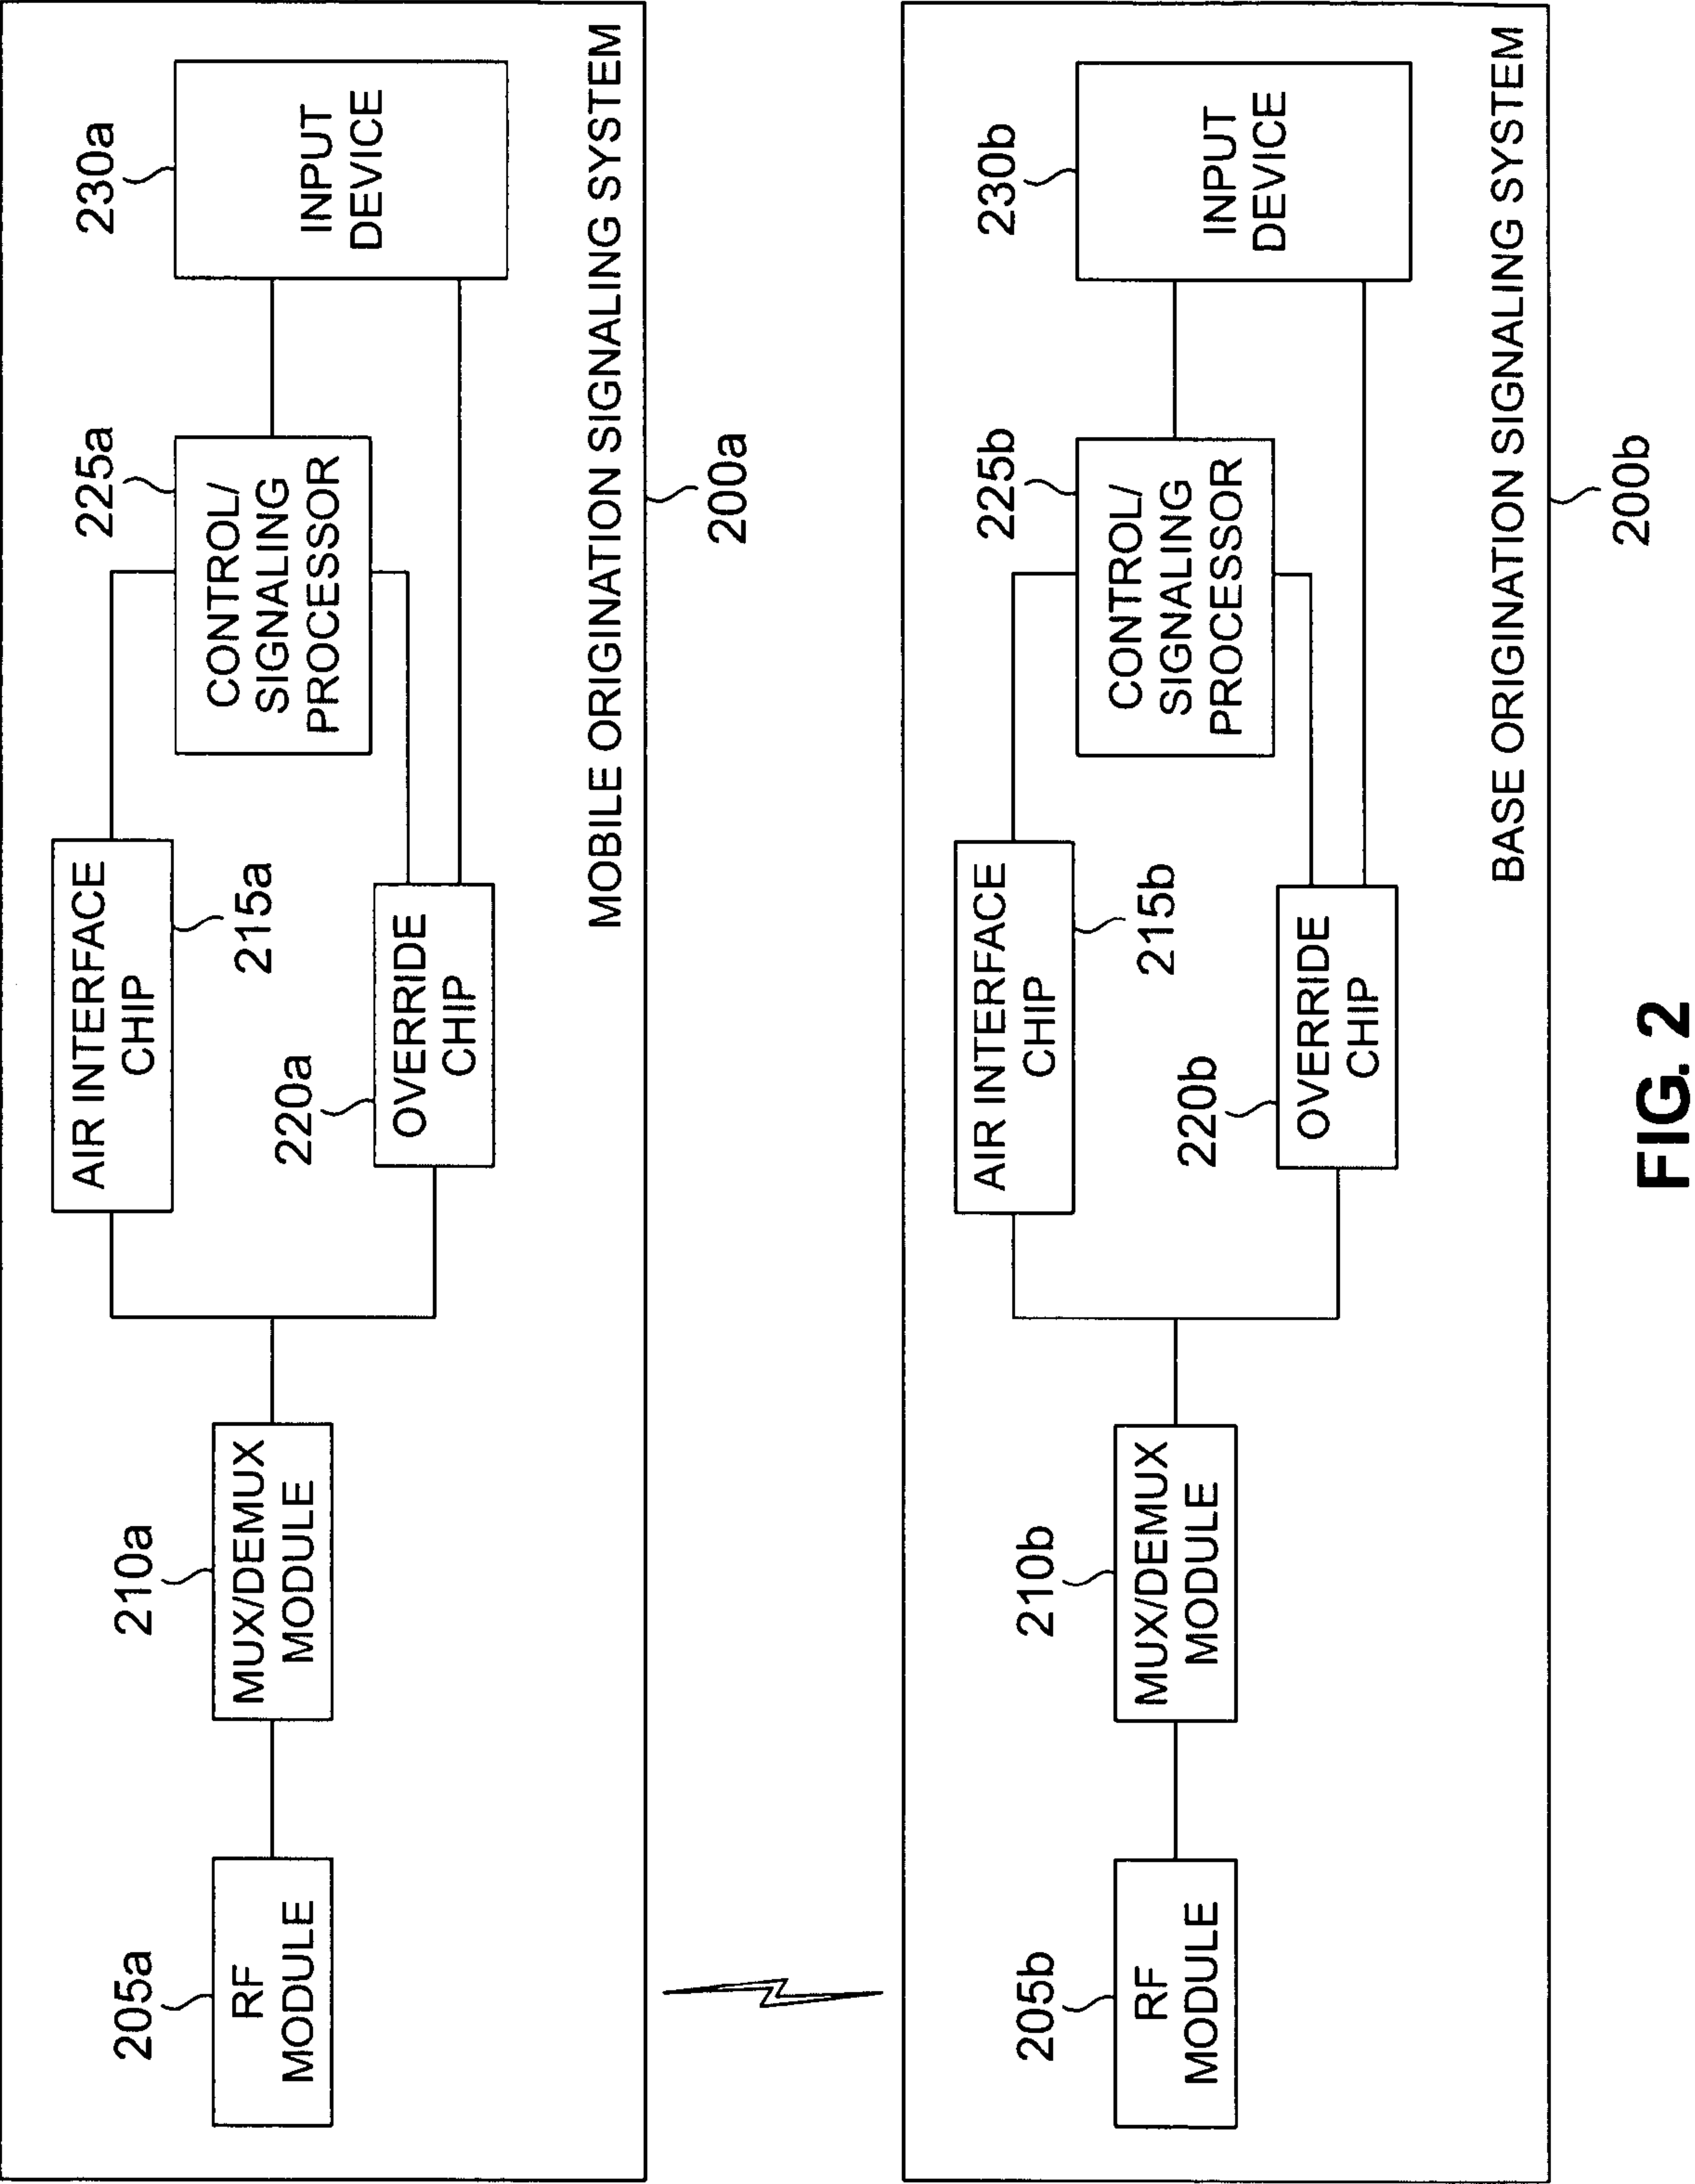 230a
INPUT
DEVICE
225a
CONTROL/
SIGNALING
PROCESSOR
AIR INTERFACE
CHIP
215a
220a
OVERRIDE
CHIP
210a
MUX/DEMUX
MODULE
205a
RF
MODULE
MOBILE ORIGINATION SIGNALING SYSTEM
200a
230b
INPUT
DEVICE
225b
CONTROL/
SIGNALING
PROCESSOR
AIR INTERFACE
CHIP
215b
220b
OVERRIDE
CHIP
210b
MUX/DEMUX
MODULE
205b
RF
MODULE
BASE ORIGINATION SIGNALING SYSTEM
200b
FIG. 2